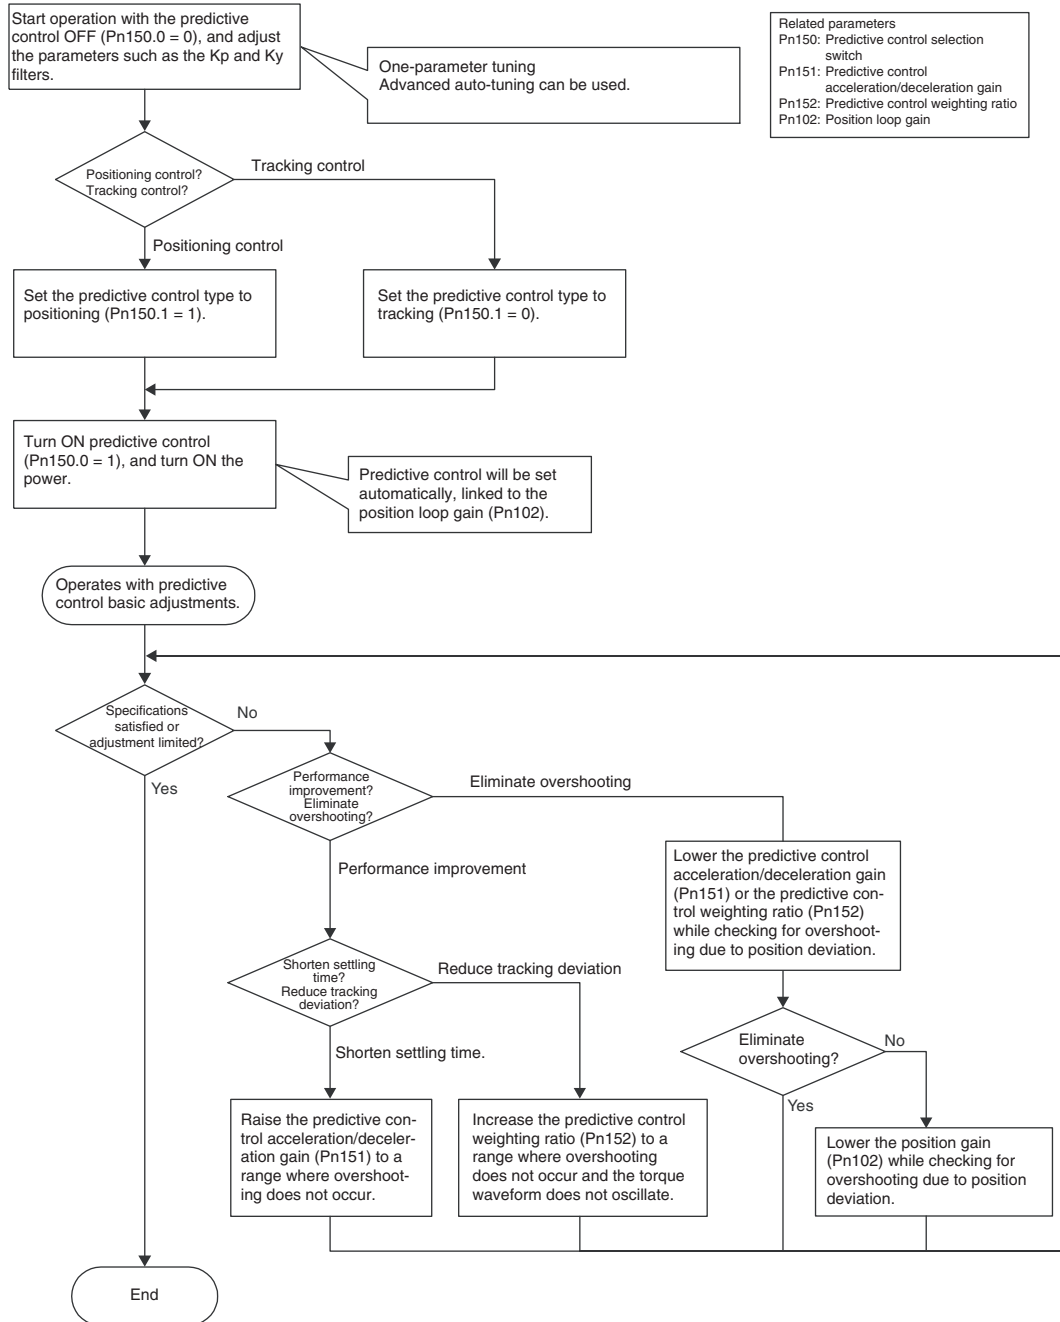 Start operation with the predictive
control OFF (Pn150.0 = 0), and adjust
the parameters such as the Kp and Ky
filters.
One-parameter tuning
Advanced auto-tuning can be used.
Related parameters
Pn150: Predictive control selection
switch
Pn151: Predictive control
acceleration/deceleration gain
Pn152: Predictive control weighting ratio
Pn102: Position loop gain
Positioning control?
Tracking control?
Tracking control
Positioning control
Set the predictive control type to
positioning (Pn150.1 = 1).
Set the predictive control type to
tracking (Pn150.1 = 0).
Turn ON predictive control
(Pn150.0 = 1), and turn ON the
power.
Predictive control will be set
automatically, linked to the
position loop gain (Pn102).
Operates with predictive
control basic adjustments.
Specifications
satisfied or
adjustment limited?
No
Yes
Performance
improvement?
Eliminate
overshooting?
Eliminate overshooting
Performance improvement
Lower the predictive control
acceleration/deceleration gain
(Pn151) or the predictive con-
trol weighting ratio (Pn152)
while checking for overshoot-
ing due to position deviation.
Shorten settling
time?
Reduce tracking
deviation?
Reduce tracking deviation
Shorten settling time.
Eliminate
overshooting?
No
Yes
Raise the predictive con-
trol acceleration/deceler-
ation gain (Pn151) to a
range where overshoot-
ing does not occur.
Increase the predictive control
weighting ratio (Pn152) to a
range where overshooting
does not occur and the torque
waveform does not oscillate.
Lower the position gain
(Pn102) while checking for
overshooting due to position
deviation.
End